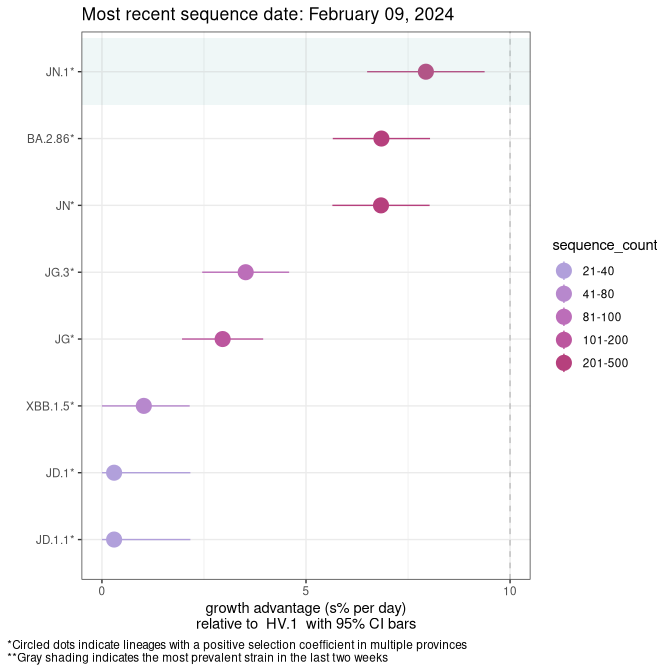 Most recent sequence date: February 09, 2024
JN.1*
BA.2.86*
JN*
JG.3*
JG*
XBB.1.5*
JD.1*
JD.1.1*
0
5
10
growth advantage (s% per day)
relative to HV.1 with 95% CI bars
sequence_count
21-40
41-80
81-100
101-200
201-500
*Circled dots indicate lineages with a positive selection coefficient in multiple provinces
**Gray shading indicates the most prevalent strain in the last two weeks